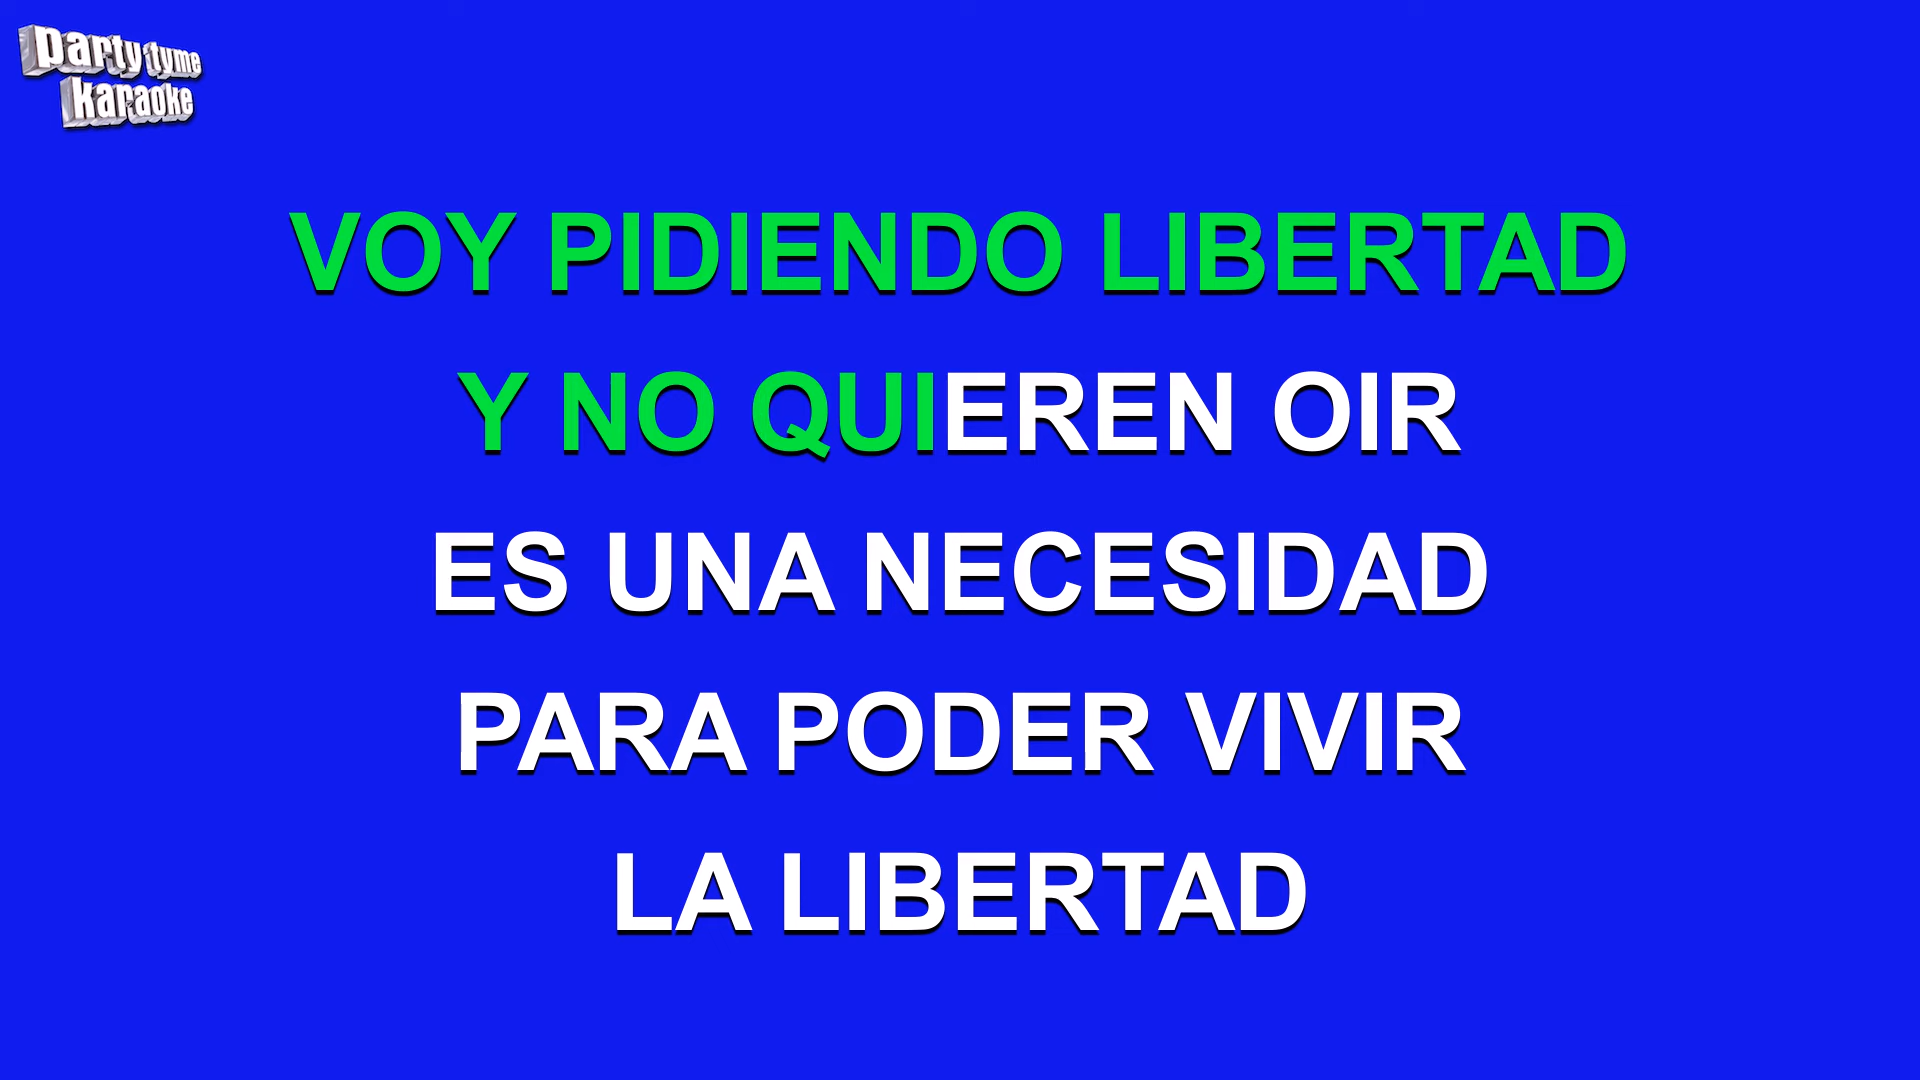 party tyme
karaoke
VOY PIDIENDO LIBERTAD
Y NO QUIEREN OIR
ES UNA NECESIDAD
PARA PODER VIVIR
LA LIBERTAD